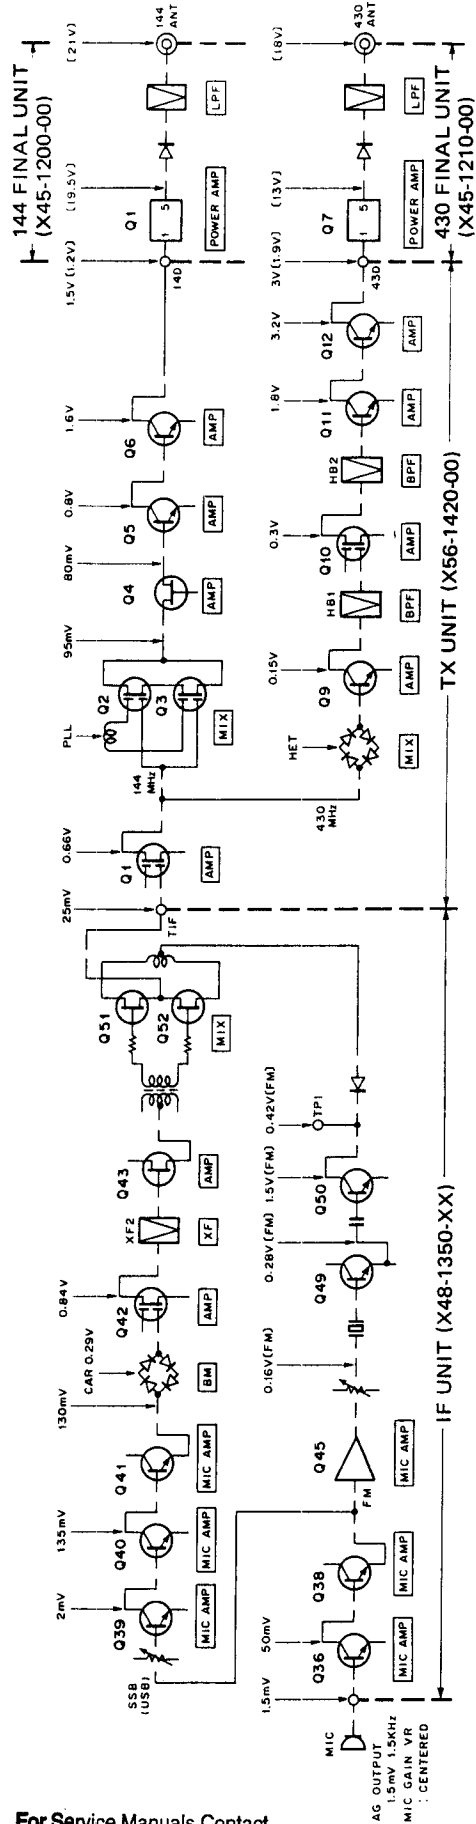 144 FINAL UNIT
(X45-1200-00)
(21V)
144
ANT
LPF
(19.5V)
Q1
1 5
POWER AMP
1.5V (1.2V)
14D
1.6V
Q6
AMP
0.8V
Q5
AMP
80mV
Q4
AMP
95mV
Q2
Q3
MIX
PLL
144
MHz
0.66V
Q1
AMP
25mV
TIF
(18V)
430
ANT
LPF
(13V)
Q7
1 5
POWER AMP
430 FINAL UNIT
(X45-1210-00)
3V (1.9V)
43D
3.2V
Q12
AMP
1.8V
Q11
AMP
HB2
BPF
0.3V
Q10
AMP
HB1
BPF
0.15V
Q9
AMP
HET
MIX
430
MHz
TX UNIT (X56-1420-00)
Q51
Q52
MIX
Q43
AMP
XF2
XF
0.84V
Q42
AMP
CAR 0.29V
BM
130mV
Q41
MIC AMP
135mV
Q40
MIC AMP
2mV
Q39
MIC AMP
SSB
(USB)
0.42V(FM)
TP1
1.5V(FM)
Q50
0.28V(FM)
Q49
0.16V(FM)
Q45
MIC AMP
FM
Q38
MIC AMP
50mV
Q36
MIC AMP
1.5mV
MIC
AG OUTPUT
1.5mV 1.5KHz
MIC GAIN VR
: CENTERED
IF UNIT (X48-1350-XX)
For Service Manuals Contact